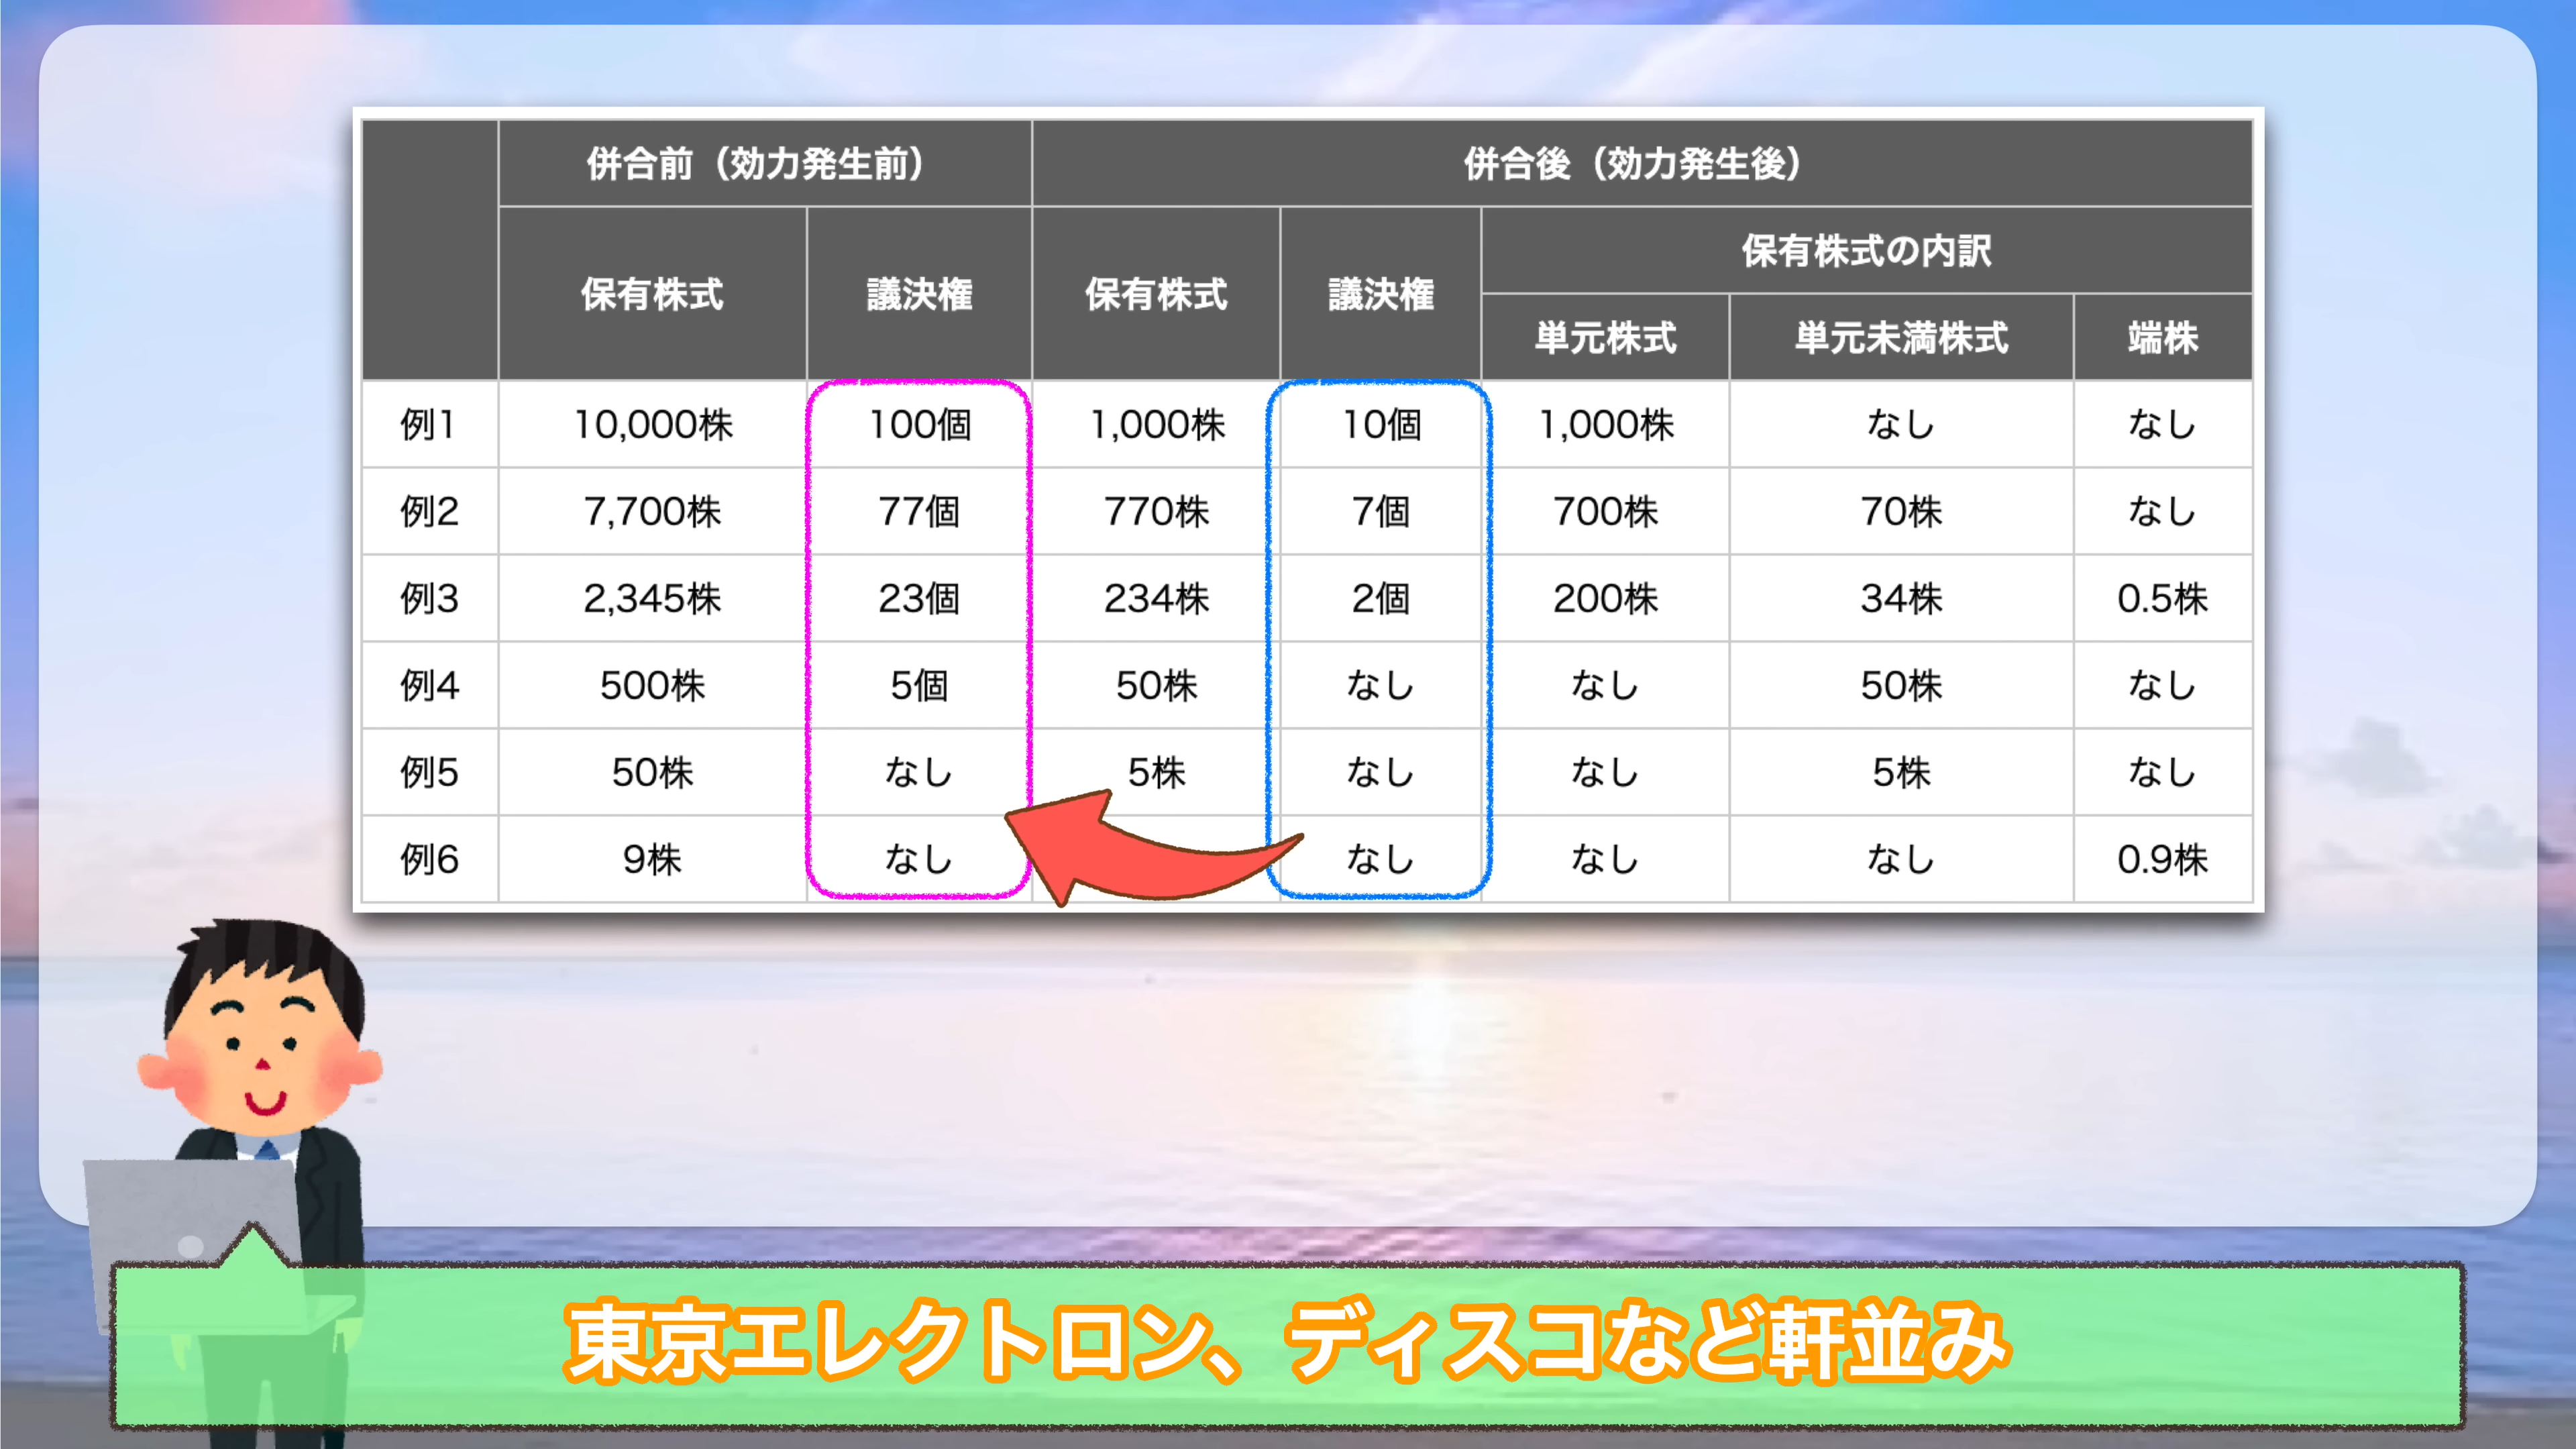 併合前（効力発生前） 併合後（効力発生後）
保有株式 議決権 保有株式 議決権 保有株式の内訳
単元株式 単元未満株式 端株
例1 10,000株 100個 1,000株 10個 1,000株 なし なし
例2 7,700株 77個 770株 7個 700株 70株 なし
例3 2,345株 23個 234株 2個 200株 34株 0.5株
例4 500株 5個 50株 なし なし 50株 なし
例5 50株 なし 5株 なし なし 5株 なし
例6 9株 なし なし なし なし 0.9株
東京エレクトロン、ディスコなど軒並み